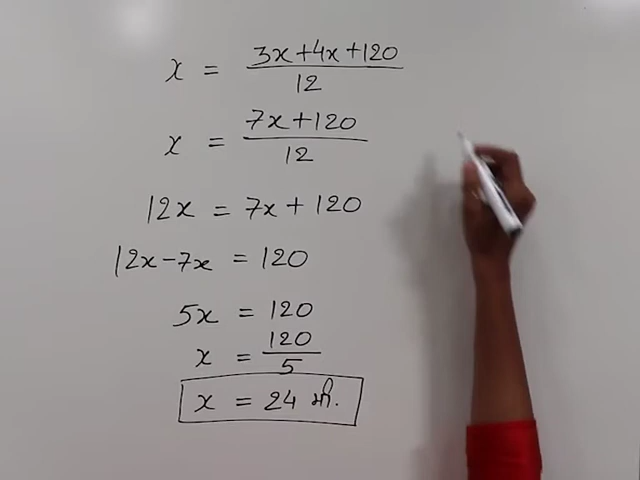 x = 3x+4x+120/12
x = 7x+120/12
12x = 7x+120
12x-7x = 120
5x = 120
x = 120/5
x = 24 मी.